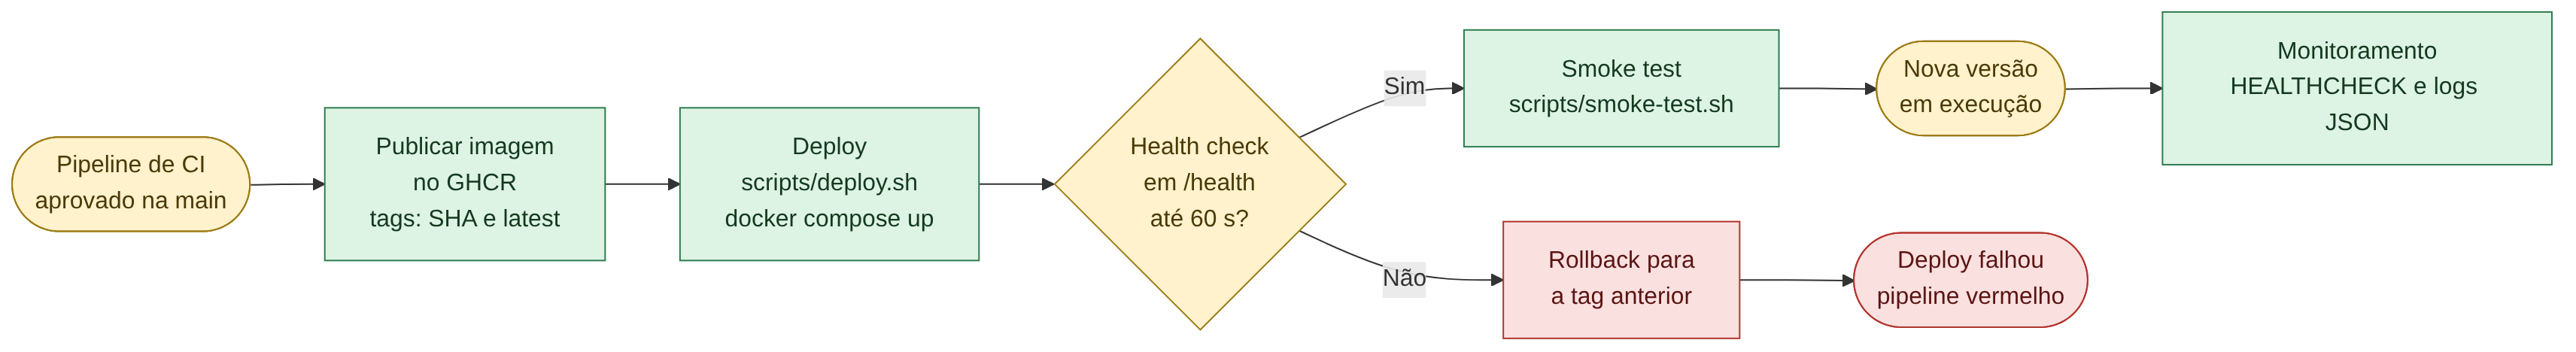 Pipeline de CI
aprovado na main
Publicar imagem
no GHCR
tags: SHA e latest
Deploy
scripts/deploy.sh
docker compose up
Health check
em /health
até 60 s?
Sim
Smoke test
scripts/smoke-test.sh
Nova versão
em execução
Monitoramento
HEALTHCHECK e logs
JSON
Não
Rollback para
a tag anterior
Deploy falhou
pipeline vermelho